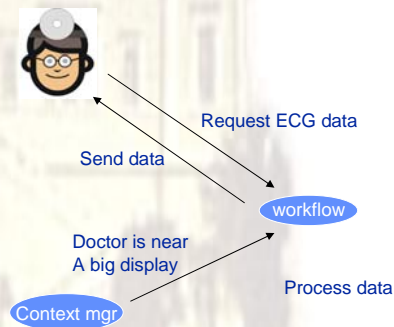 Request ECG data
Send data
workflow
Doctor is near
A big display
Process data
Context mgr